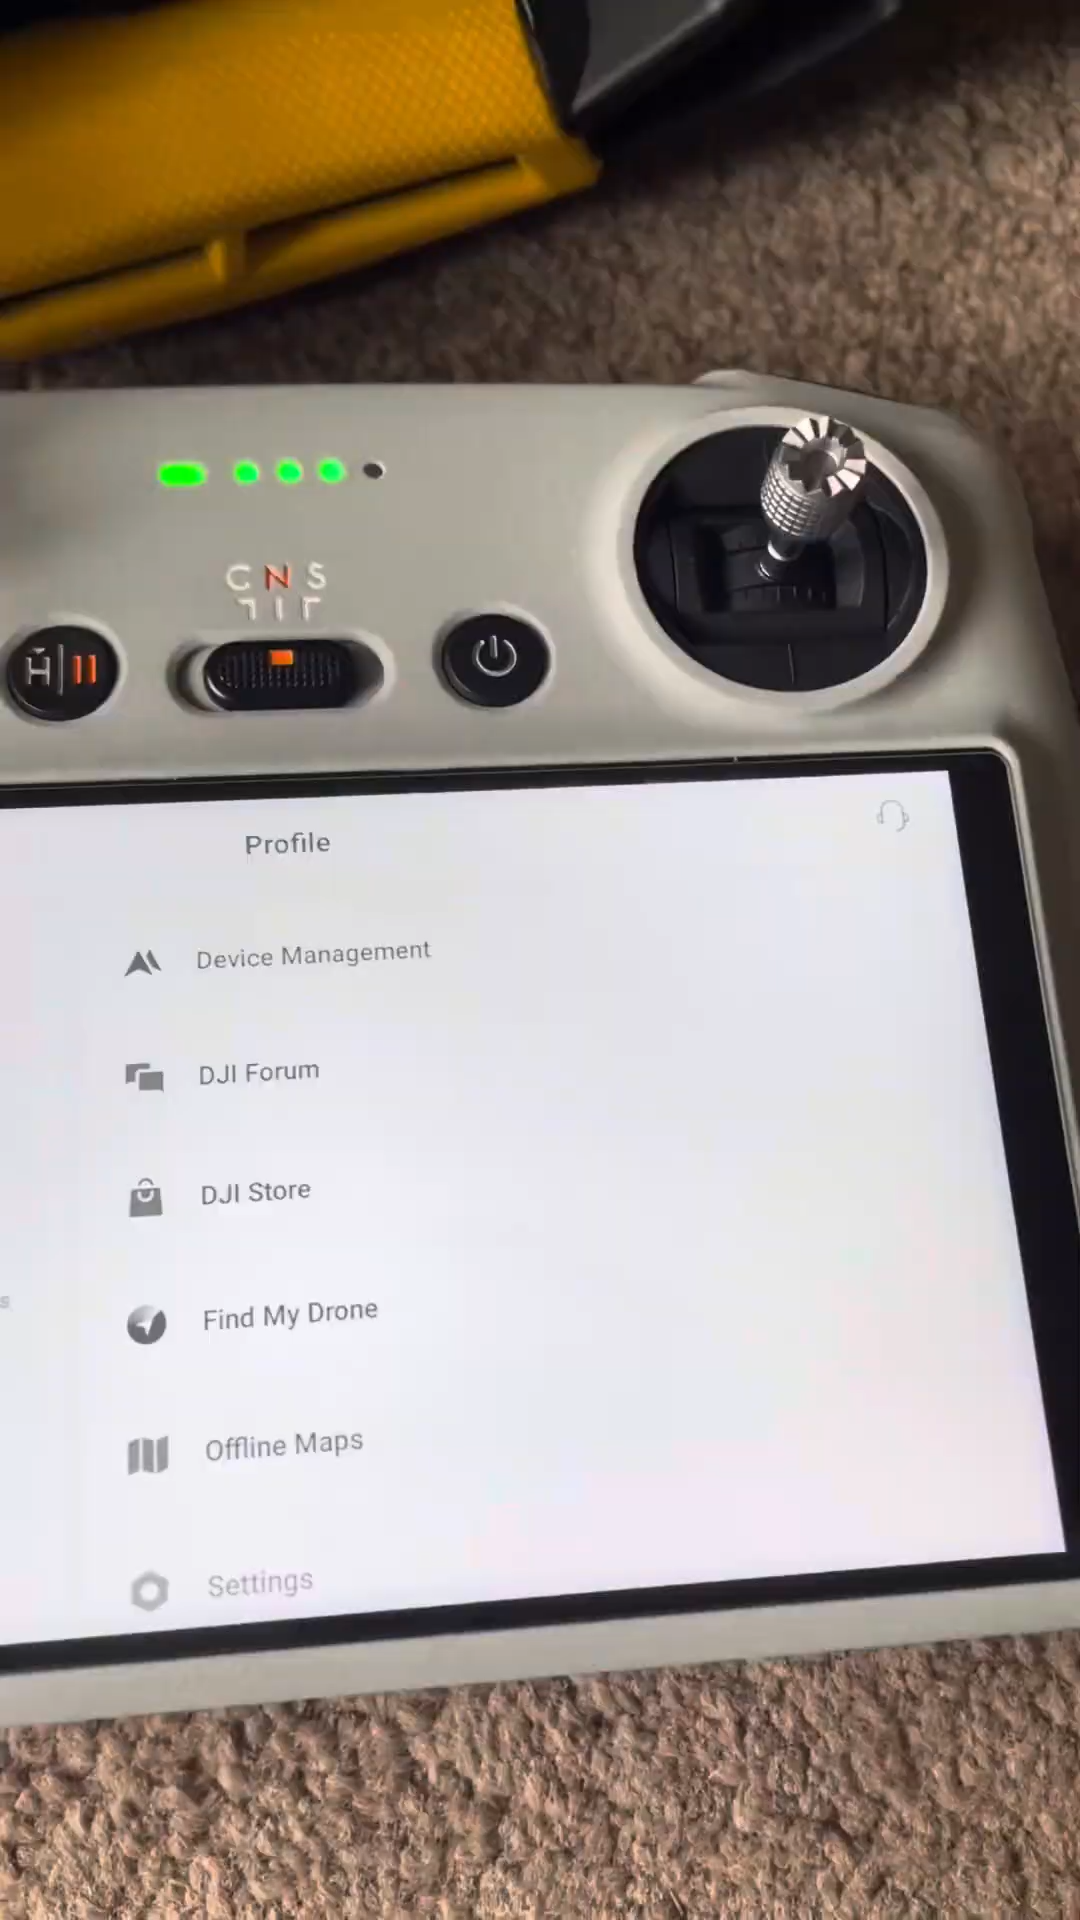 C N S
H
Profile
Device Management
DJI Forum
DJI Store
s
Find My Drone
Offline Maps
Settings